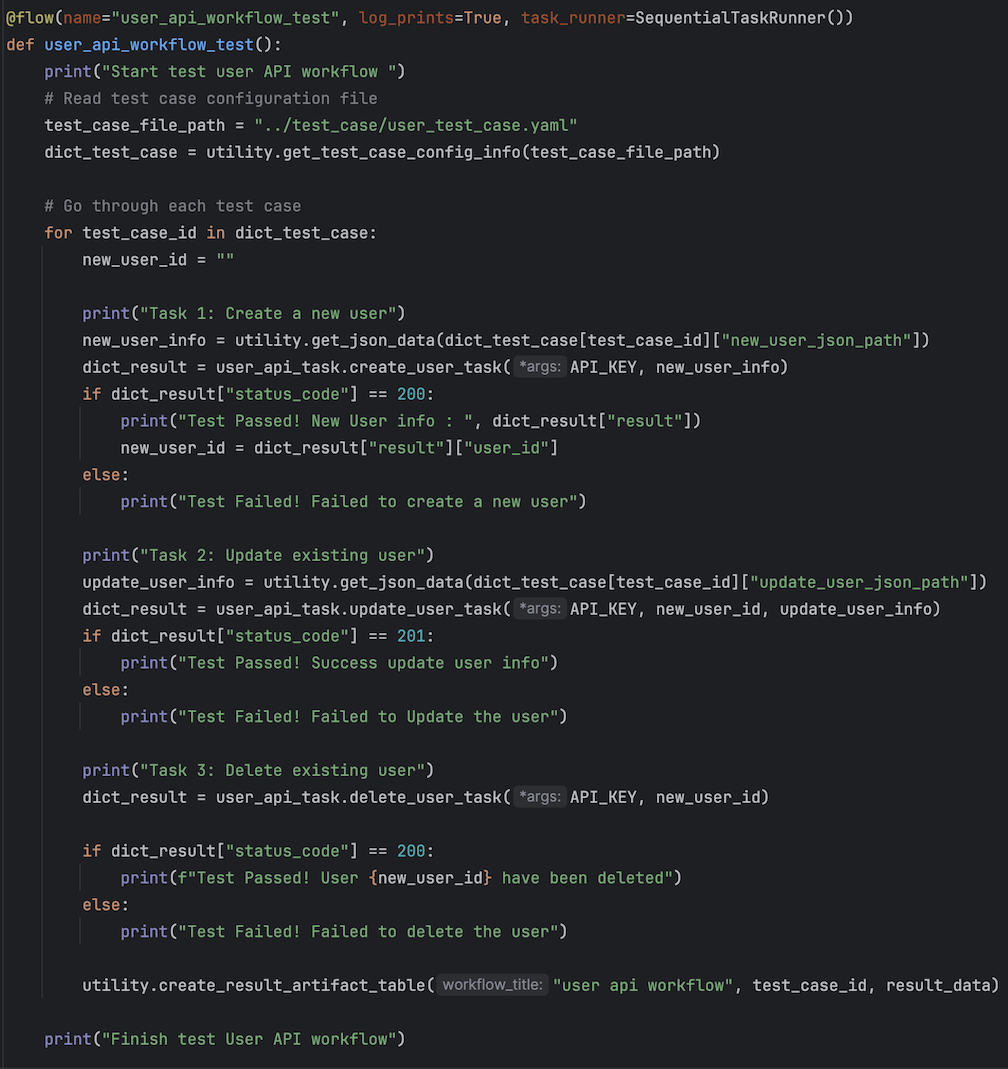 @flow(name="user_api_workflow_test", log_prints=True, task_runner=SequentialTaskRunner())
def user_api_workflow_test():
    print("Start test user API workflow ")
    # Read test case configuration file
    test_case_file_path = "../test_case/user_test_case.yaml"
    dict_test_case = utility.get_test_case_config_info(test_case_file_path)

    # Go through each test case
    for test_case_id in dict_test_case:
        new_user_id = ""

        print("Task 1: Create a new user")
        new_user_info = utility.get_json_data(dict_test_case[test_case_id]["new_user_json_path"])
        dict_result = user_api_task.create_user_task( *args: API_KEY, new_user_info)
        if dict_result["status_code"] == 200:
            print("Test Passed! New User info : ", dict_result["result"])
            new_user_id = dict_result["result"]["user_id"]
        else:
            print("Test Failed! Failed to create a new user")

        print("Task 2: Update existing user")
        update_user_info = utility.get_json_data(dict_test_case[test_case_id]["update_user_json_path"])
        dict_result = user_api_task.update_user_task( *args: API_KEY, new_user_id, update_user_info)
        if dict_result["status_code"] == 201:
            print("Test Passed! Success update user info")
        else:
            print("Test Failed! Failed to Update the user")

        print("Task 3: Delete existing user")
        dict_result = user_api_task.delete_user_task( *args: API_KEY, new_user_id)

        if dict_result["status_code"] == 200:
            print(f"Test Passed! User {new_user_id} have been deleted")
        else:
            print("Test Failed! Failed to delete the user")

        utility.create_result_artifact_table( workflow_title: "user api workflow", test_case_id, result_data)

    print("Finish test User API workflow")